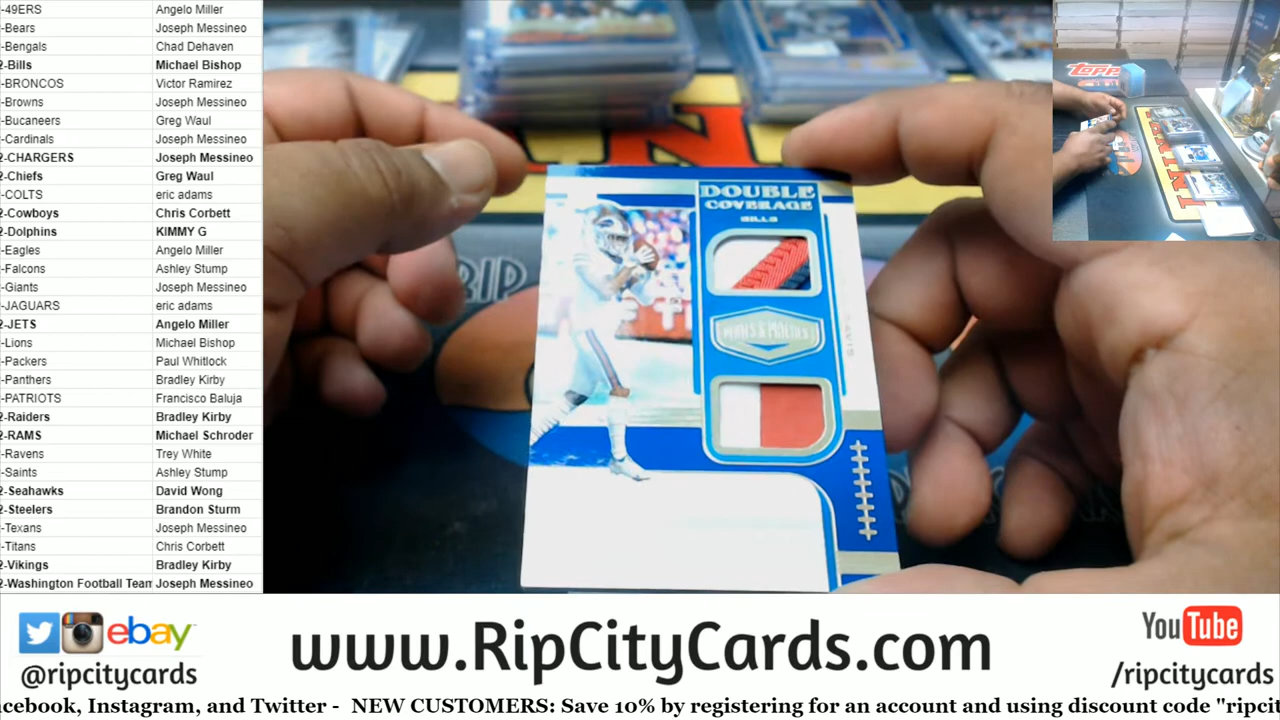 -49ERS Angelo Miller
-Bears Joseph Messineo
-Bengals Chad Dehaven
2-Bills Michael Bishop
-BRONCOS Victor Ramirez
-Browns Joseph Messineo
-Bucaneers Greg Waul
-Cardinals Joseph Messineo
2-CHARGERS Joseph Messineo
2-Chiefs Greg Waul
-COLTS eric adams
2-Cowboys Chris Corbett
2-Dolphins KIMMY G
-Eagles Angelo Miller
-Falcons Ashley Stump
-Giants Joseph Messineo
-JAGUARS eric adams
2-JETS Angelo Miller
-Lions Michael Bishop
-Packers Paul Whitlock
-Panthers Bradley Kirby
-PATRIOTS Francisco Baluja
2-Raiders Bradley Kirby
2-RAMS Michael Schroder
-Ravens Trey White
-Saints Ashley Stump
2-Seahawks David Wong
2-Steelers Brandon Sturm
-Texans Joseph Messineo
-Titans Chris Corbett
2-Vikings Bradley Kirby
2-Washington Football Team Joseph Messineo
DOUBLE
COVERAGE
BILLS
PLATES & PATCHES
DAVIS
RIP
TOPP
ebay
@ripcitycards
www.RipCityCards.com
YouTube
/ripcitycards
acebook, Instagram, and Twitter - NEW CUSTOMERS: Save 10% by registering for an account and using discount code "ripci